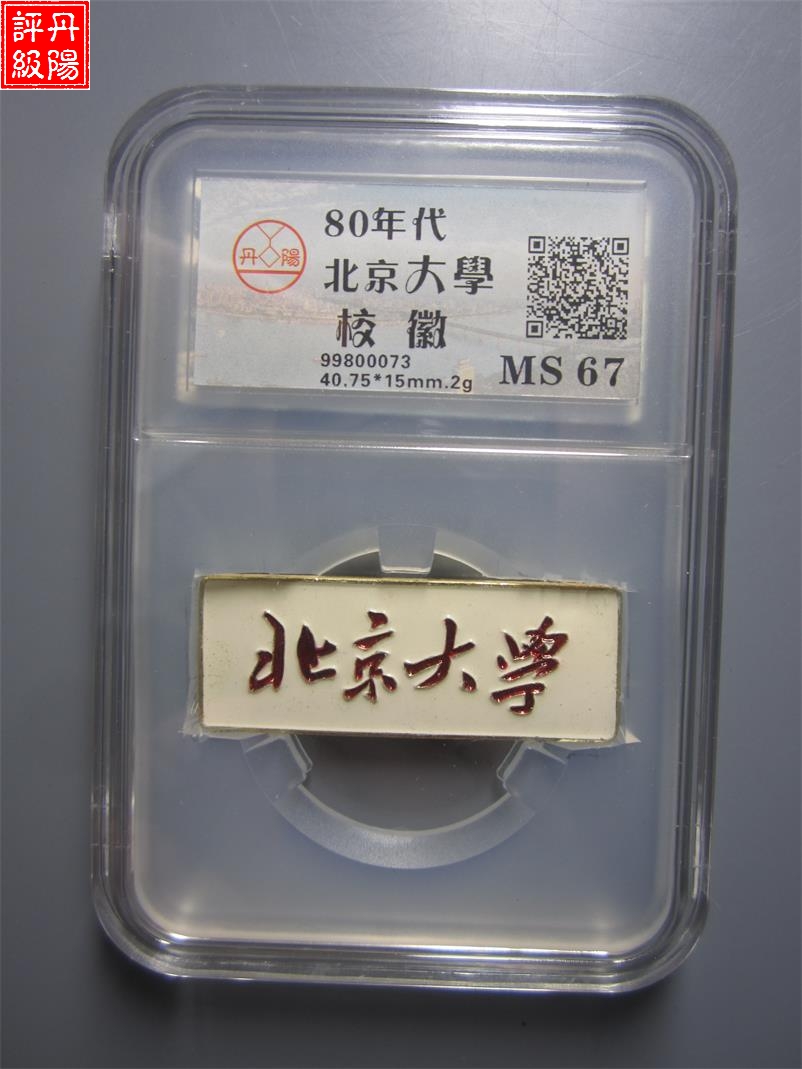 丹陽
評級
80年代
北京大學
校徽
丹陽
99800073
40.75*15mm.2g
MS 67
北京大学